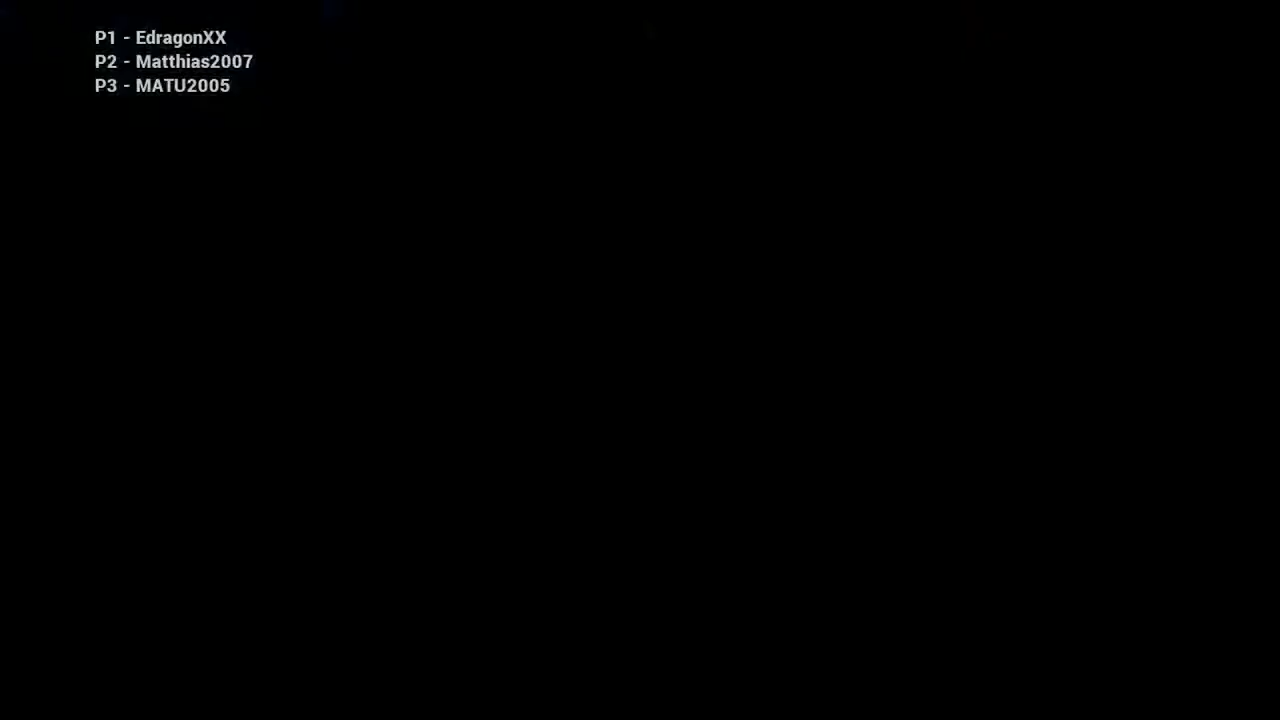 P1 - EdragonXX
P2 - Matthias2007
P3 - MATU2005